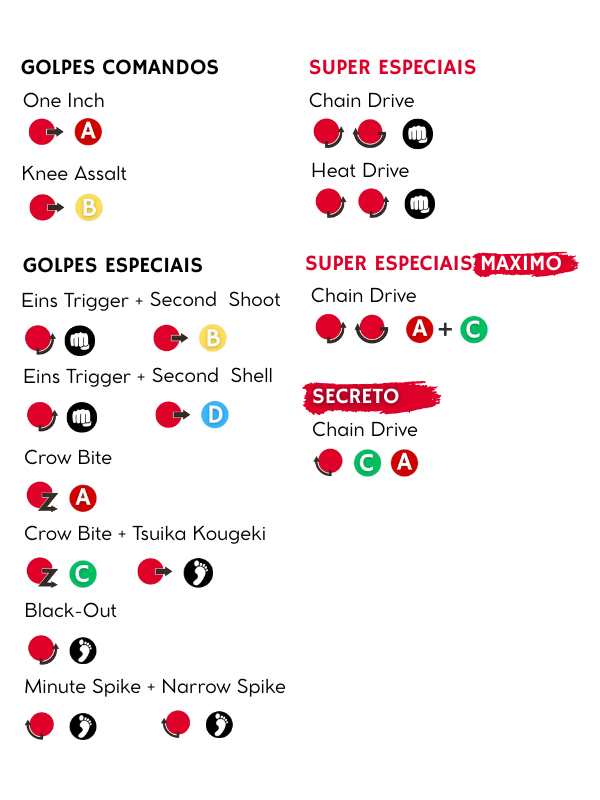 GOLPES COMANDOS
One Inch
A
Knee Assalt
B
GOLPES ESPECIAIS
Eins Trigger + Second Shoot
B
Eins Trigger + Second Shell
D
Crow Bite
A
Crow Bite + Tsuika Kougeki
C
Black-Out
Minute Spike + Narrow Spike
SUPER ESPECIAIS
Chain Drive
Heat Drive
SUPER ESPECIAIS MAXIMO
Chain Drive
A + C
SECRETO
Chain Drive
C A